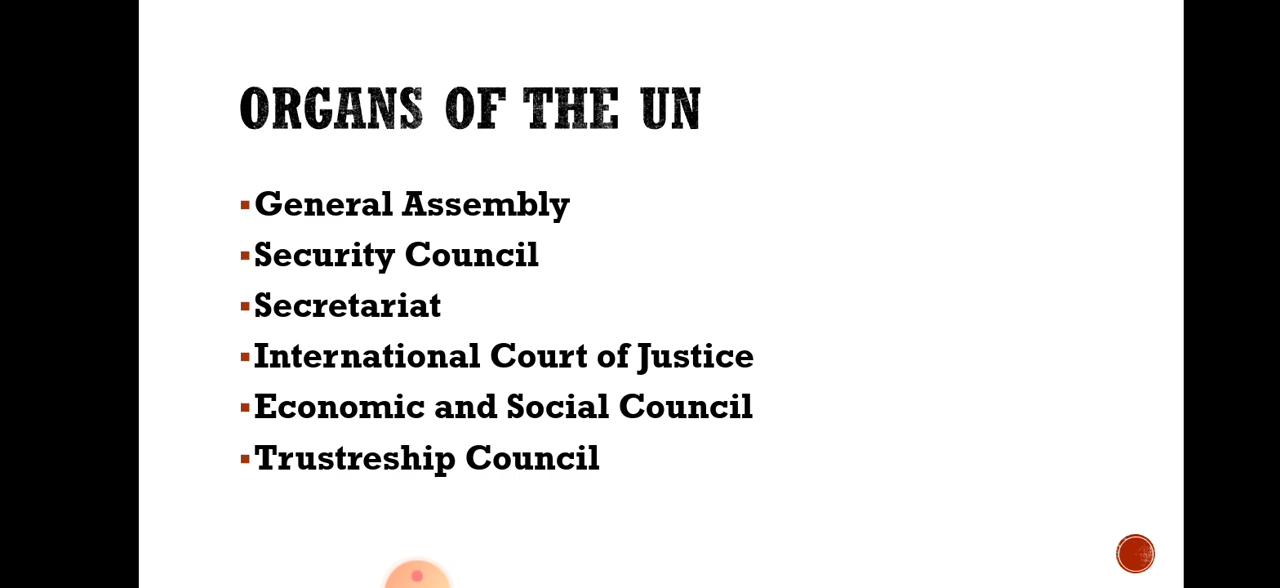 ORGANS OF THE UN
▪General Assembly
▪Security Council
▪Secretariat
▪International Court of Justice
▪Economic and Social Council
▪Trustreship Council